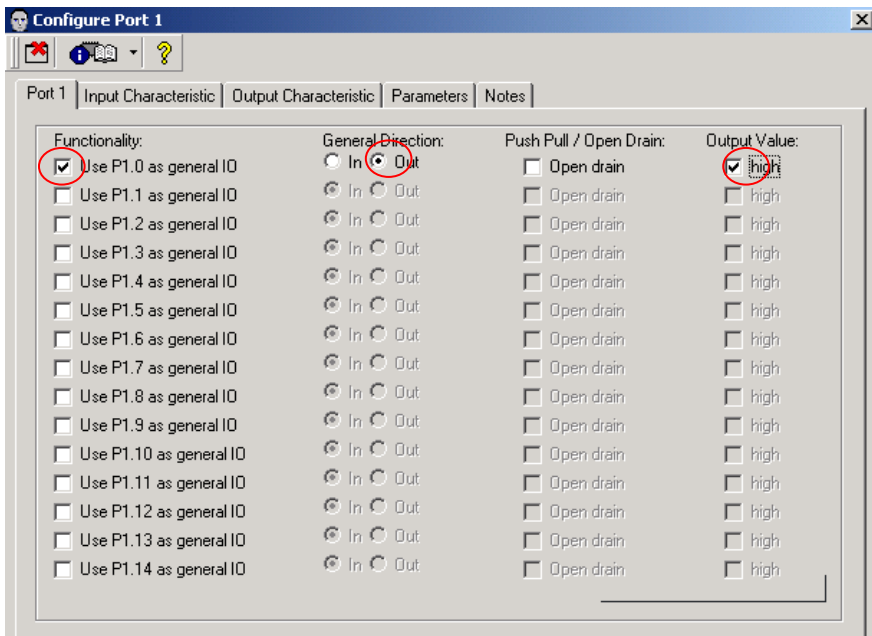 Configure Port 1
Port 1 Input Characteristic Output Characteristic Parameters Notes
Functionality: General Direction: Push Pull / Open Drain: Output Value:
Use P1.0 as general IO In Out Open drain high
Use P1.1 as general IO In Out Open drain high
Use P1.2 as general IO In Out Open drain high
Use P1.3 as general IO In Out Open drain high
Use P1.4 as general IO In Out Open drain high
Use P1.5 as general IO In Out Open drain high
Use P1.6 as general IO In Out Open drain high
Use P1.7 as general IO In Out Open drain high
Use P1.8 as general IO In Out Open drain high
Use P1.9 as general IO In Out Open drain high
Use P1.10 as general IO In Out Open drain high
Use P1.11 as general IO In Out Open drain high
Use P1.12 as general IO In Out Open drain high
Use P1.13 as general IO In Out Open drain high
Use P1.14 as general IO In Out Open drain high